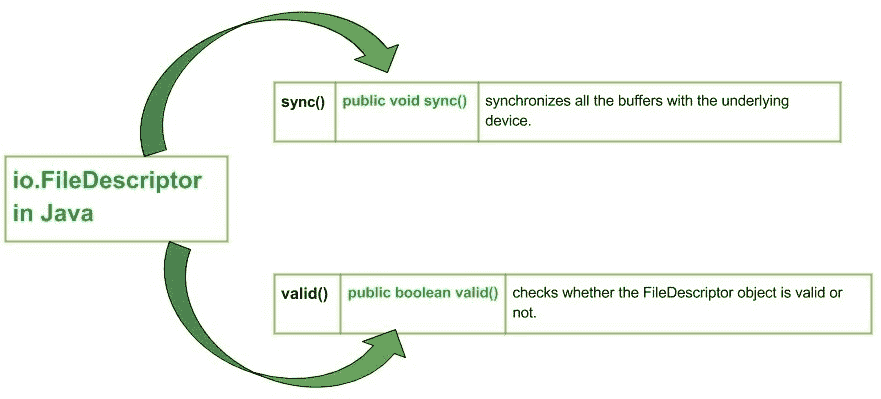 sync()
public void sync()
synchronizes all the buffers with the underlying
device.
io.FileDescriptor
in Java
valid()
public boolean valid()
checks whether the FileDescriptor object is valid or
not.